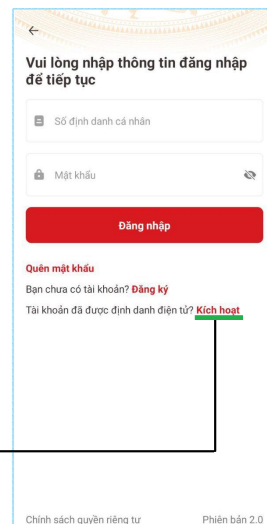 Vui lòng nhập thông tin đăng nhập
để tiếp tục
Số định danh cá nhân
Mật khẩu
Đăng nhập
Quên mật khẩu
Bạn chưa có tài khoản? Đăng ký
Tài khoản đã được định danh điện tử? Kích hoạt
Chính sách quyền riêng tư Phiên bản 2.0